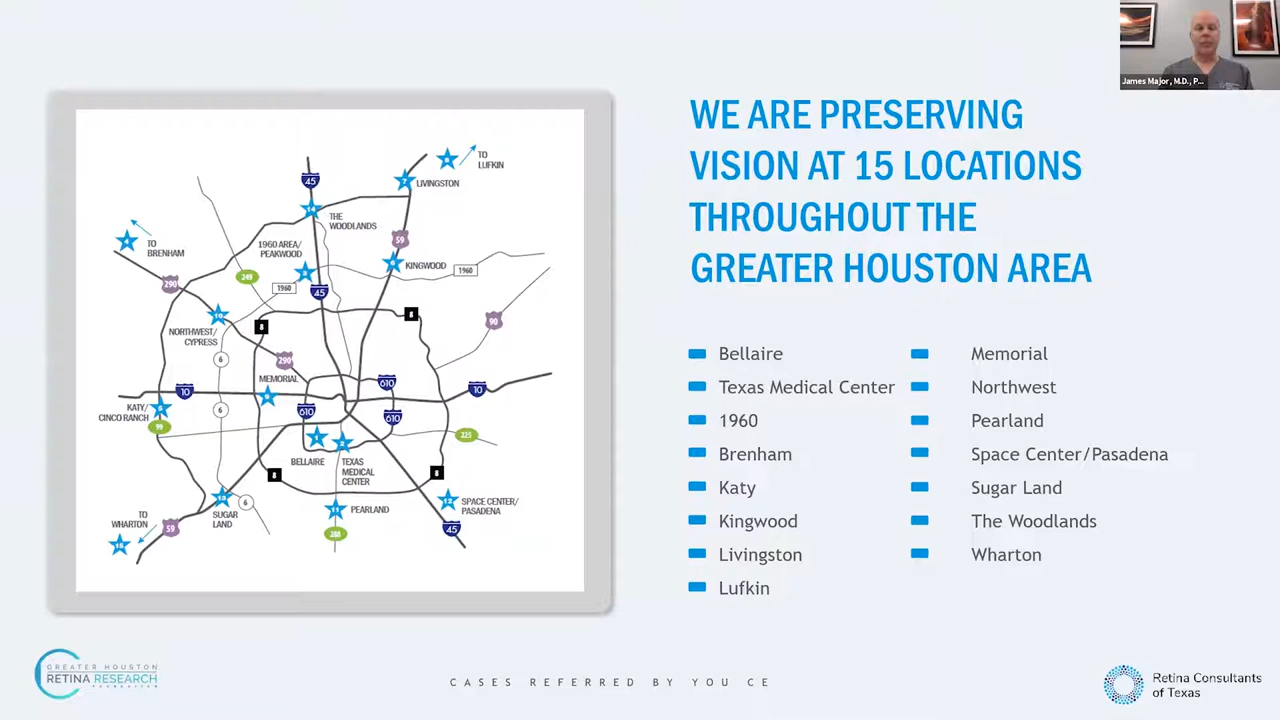 James Major, M.D., P...
WE ARE PRESERVING
VISION AT 15 LOCATIONS
THROUGHOUT THE
GREATER HOUSTON AREA
TO
LUFKIN
LIVINGSTON
45
THE
WOODLANDS
TO
BRENHAM
1960 AREA/
PEAKWOOD
59
KINGWOOD
1960
249
290
1960
45
NORTHWEST/
CYPRESS
8
8
90
6
290
MEMORIAL
610
10
10
KATY/
CINCO RANCH
99
6
610
610
225
1
2
BELLAIRE
TEXAS
MEDICAL
CENTER
8
8
SUGAR
LAND
6
PEARLAND
SPACE CENTER/
PASADENA
TO
WHARTON
59
288
45
Bellaire
Texas Medical Center
1960
Brenham
Katy
Kingwood
Livingston
Lufkin
Memorial
Northwest
Pearland
Space Center/Pasadena
Sugar Land
The Woodlands
Wharton
GREATER HOUSTON
RETINA RESEARCH
FOUNDATION
CASES REFERRED BY YOU CE
Retina Consultants
of Texas